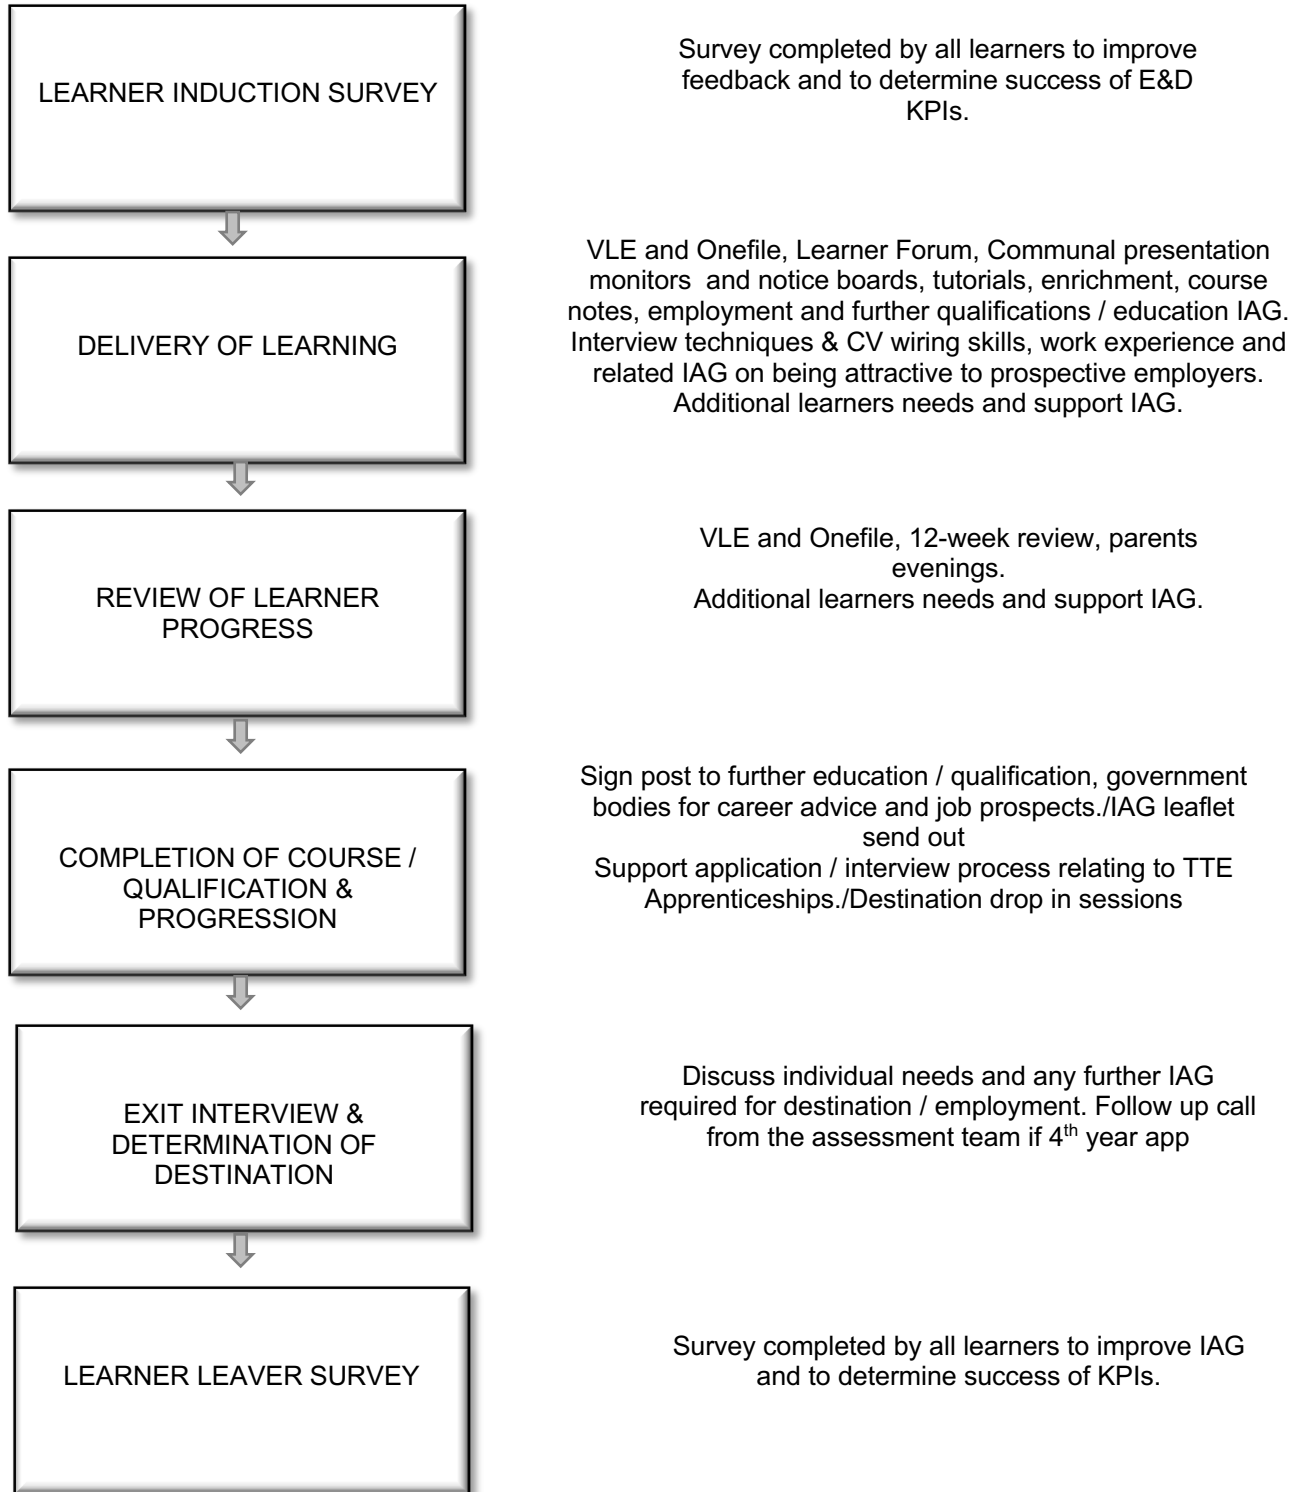 LEARNER INDUCTION SURVEY
Survey completed by all learners to improve
feedback and to determine success of E&D
KPIs.
DELIVERY OF LEARNING
VLE and Onefile, Learner Forum, Communal presentation
monitors and notice boards, tutorials, enrichment, course
notes, employment and further qualifications / education IAG.
Interview techniques & CV wiring skills, work experience and
related IAG on being attractive to prospective employers.
Additional learners needs and support IAG.
REVIEW OF LEARNER
PROGRESS
VLE and Onefile, 12-week review, parents
evenings.
Additional learners needs and support IAG.
COMPLETION OF COURSE /
QUALIFICATION &
PROGRESSION
Sign post to further education / qualification, government
bodies for career advice and job prospects./IAG leaflet
send out
Support application / interview process relating to TTE
Apprenticeships./Destination drop in sessions
EXIT INTERVIEW &
DETERMINATION OF
DESTINATION
Discuss individual needs and any further IAG
required for destination / employment. Follow up call
from the assessment team if 4th year app
LEARNER LEAVER SURVEY
Survey completed by all learners to improve IAG
and to determine success of KPIs.